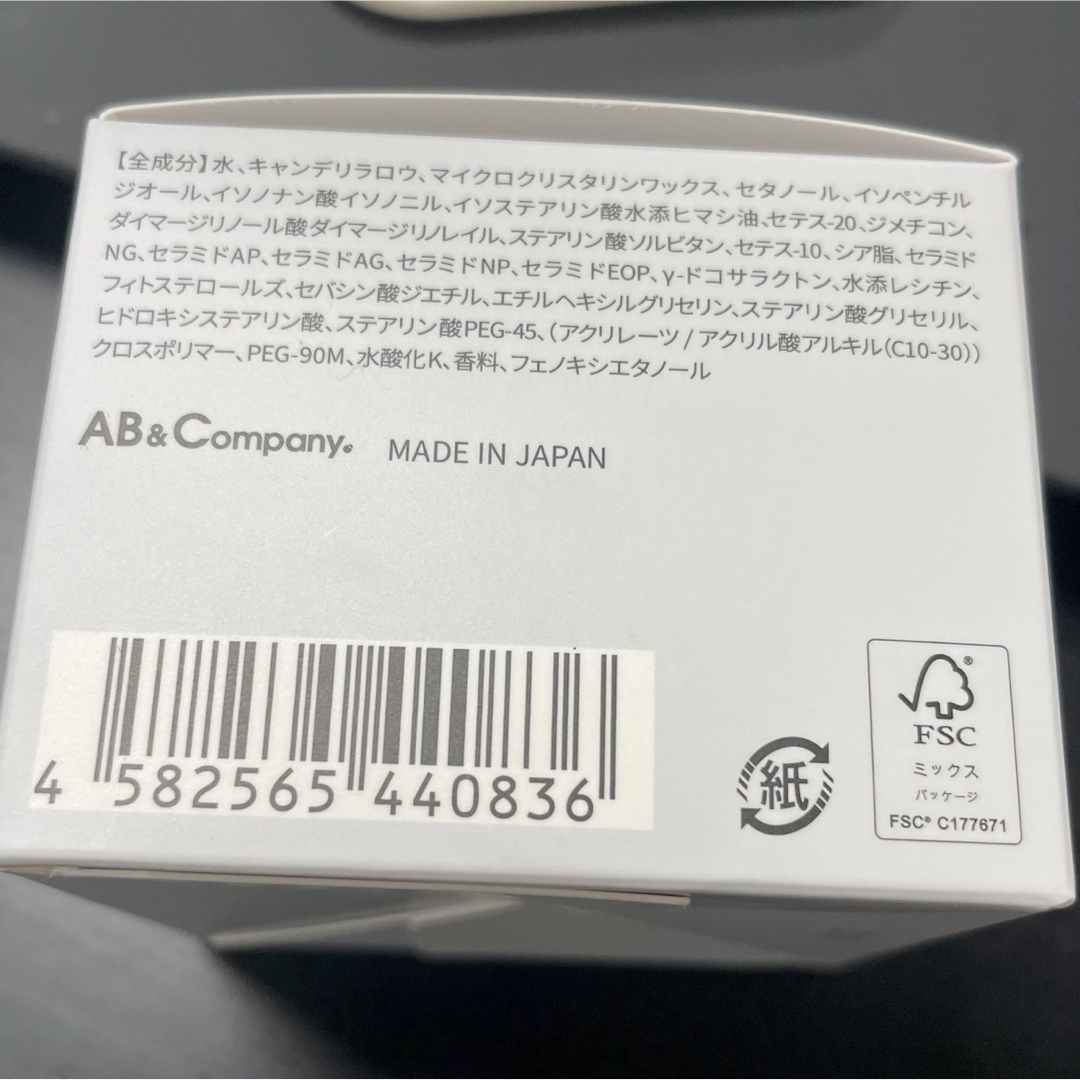 【全成分】水、キャンデリラロウ、マイクロクリスタリンワックス、セタノール、イソペンチル
ジオール、イソノナン酸イソノニル、イソステアリン酸水添ヒマシ油、セテス-20、ジメチコン、
ダイマージリノール酸ダイマージリノレイル、ステアリン酸ソルビタン、セテス-10、シア脂、セラミド
NG、セラミドAP、セラミドAG、セラミドNP、セラミドEOP、γ-ドコサラクトン、水添レシチン、
フィトステロールズ、セバシン酸ジエチル、エチルヘキシルグリセリン、ステアリン酸グリセリル、
ヒドロキシステアリン酸、ステアリン酸PEG-45、（アクリレーツ / アクリル酸アルキル（C10-30））
クロスポリマー、PEG-90M、水酸化K、香料、フェノキシエタノール
AB&Company. MADE IN JAPAN
4 582565 440836
紙
®
FSC
ミックス
パッケージ
FSC® C177671